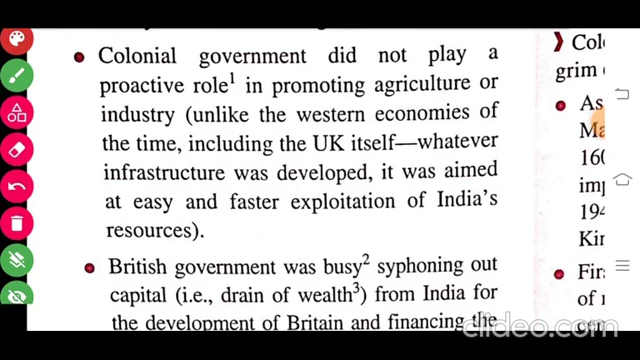 • Colonial government did not play a
proactive role¹ in promoting agriculture or
industry (unlike the western economies of
the time, including the UK itself—whatever
infrastructure was developed, it was aimed
at easy and faster exploitation of India's
resources).
• British government was busy² syphoning out
capital (i.e., drain of wealth³) from India for
the development of Britain and financing the
grim
• As
Ma
160
imp
194
Kin
• Firs
of
clideo.com